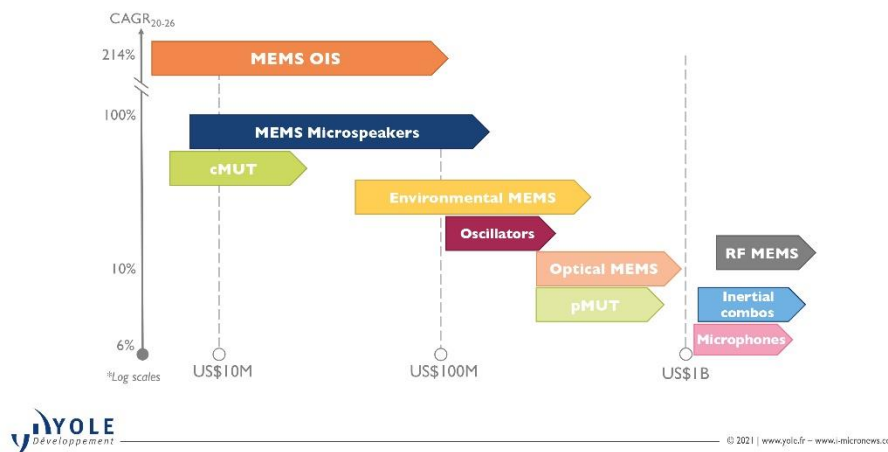 CAGR20-26
214%
MEMS OIS
100%
MEMS Microspeakers
cMUT
Environmental MEMS
Oscillators
RF MEMS
10%
Optical MEMS
pMUT
Inertial
combos
6%
Microphones
*Log scales
US$10M
US$100M
US$1B
YOLE
Développement
© 2021 | www.yole.fr – www.i-micronews.co